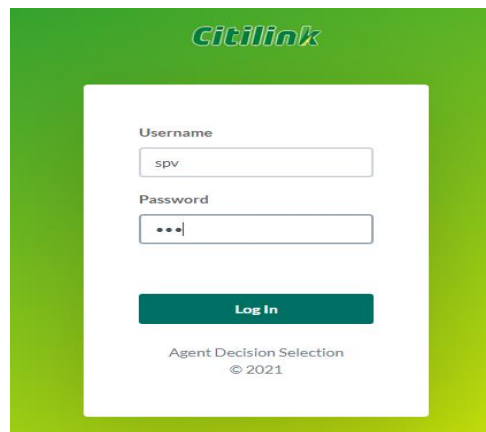 Citilink
Username
spv
Password
•••
Log In
Agent Decision Selection
© 2021